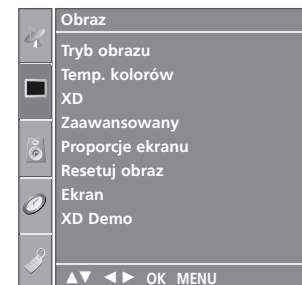 Obraz
Tryb obrazu
Temp. kolorów
XD
Zaawansowany
Proporcje ekranu
Resetuj obraz
Ekran
XD Demo
▲▼ ◄► OK MENU